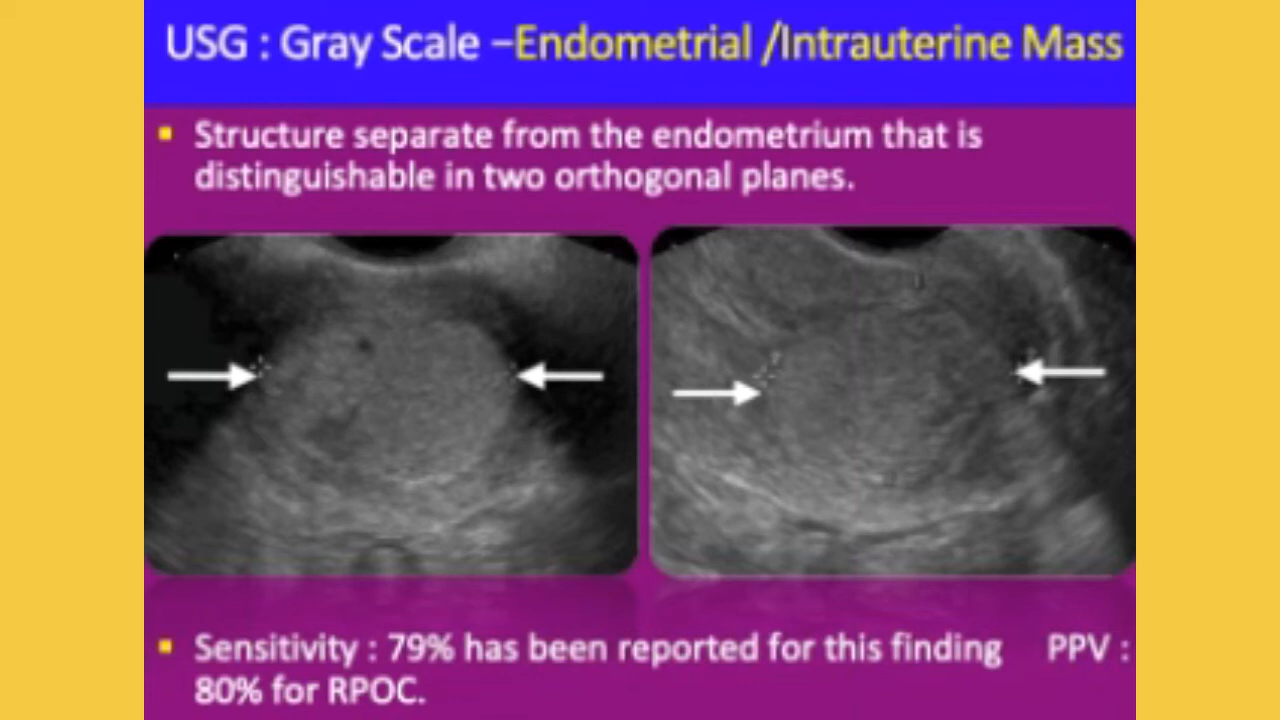 USG : Gray Scale –Endometrial /Intrauterine Mass
Structure separate from the endometrium that is
distinguishable in two orthogonal planes.
Sensitivity : 79% has been reported for this finding PPV :
80% for RPOC.